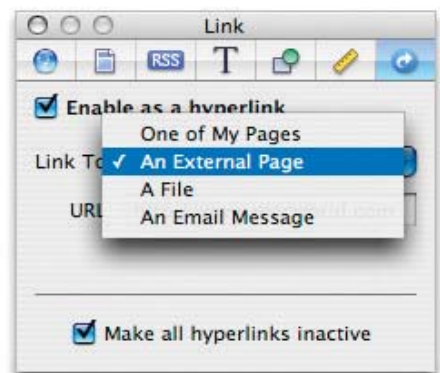 Link
RSS T
Enable as a hyperlink
One of My Pages
Link To An External Page
A File
URL
An Email Message
Make all hyperlinks inactive